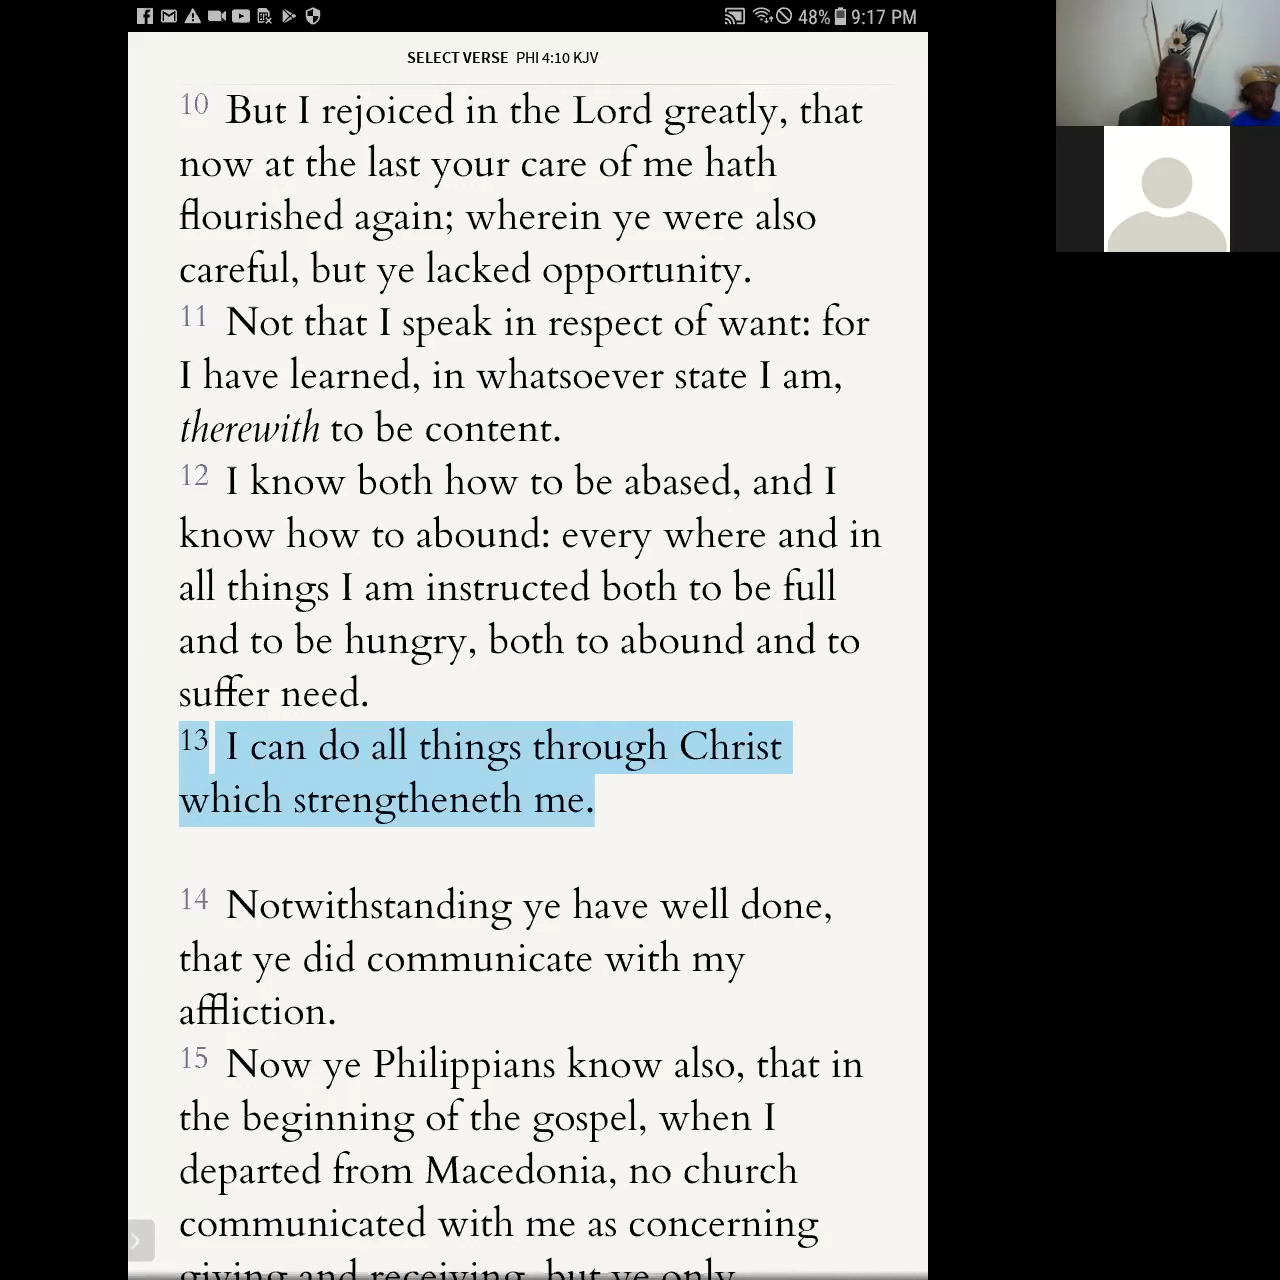 48% 9:17 PM
SELECT VERSE PHI 4:10 KJV
10 But I rejoiced in the Lord greatly, that
now at the last your care of me hath
flourished again; wherein ye were also
careful, but ye lacked opportunity.
11 Not that I speak in respect of want: for
I have learned, in whatsoever state I am,
therewith to be content.
12 I know both how to be abased, and I
know how to abound: every where and in
all things I am instructed both to be full
and to be hungry, both to abound and to
suffer need.
13 I can do all things through Christ
which strengtheneth me.
14 Notwithstanding ye have well done,
that ye did communicate with my
affliction.
15 Now ye Philippians know also, that in
the beginning of the gospel, when I
departed from Macedonia, no church
communicated with me as concerning
giving and receiving, but ye only.